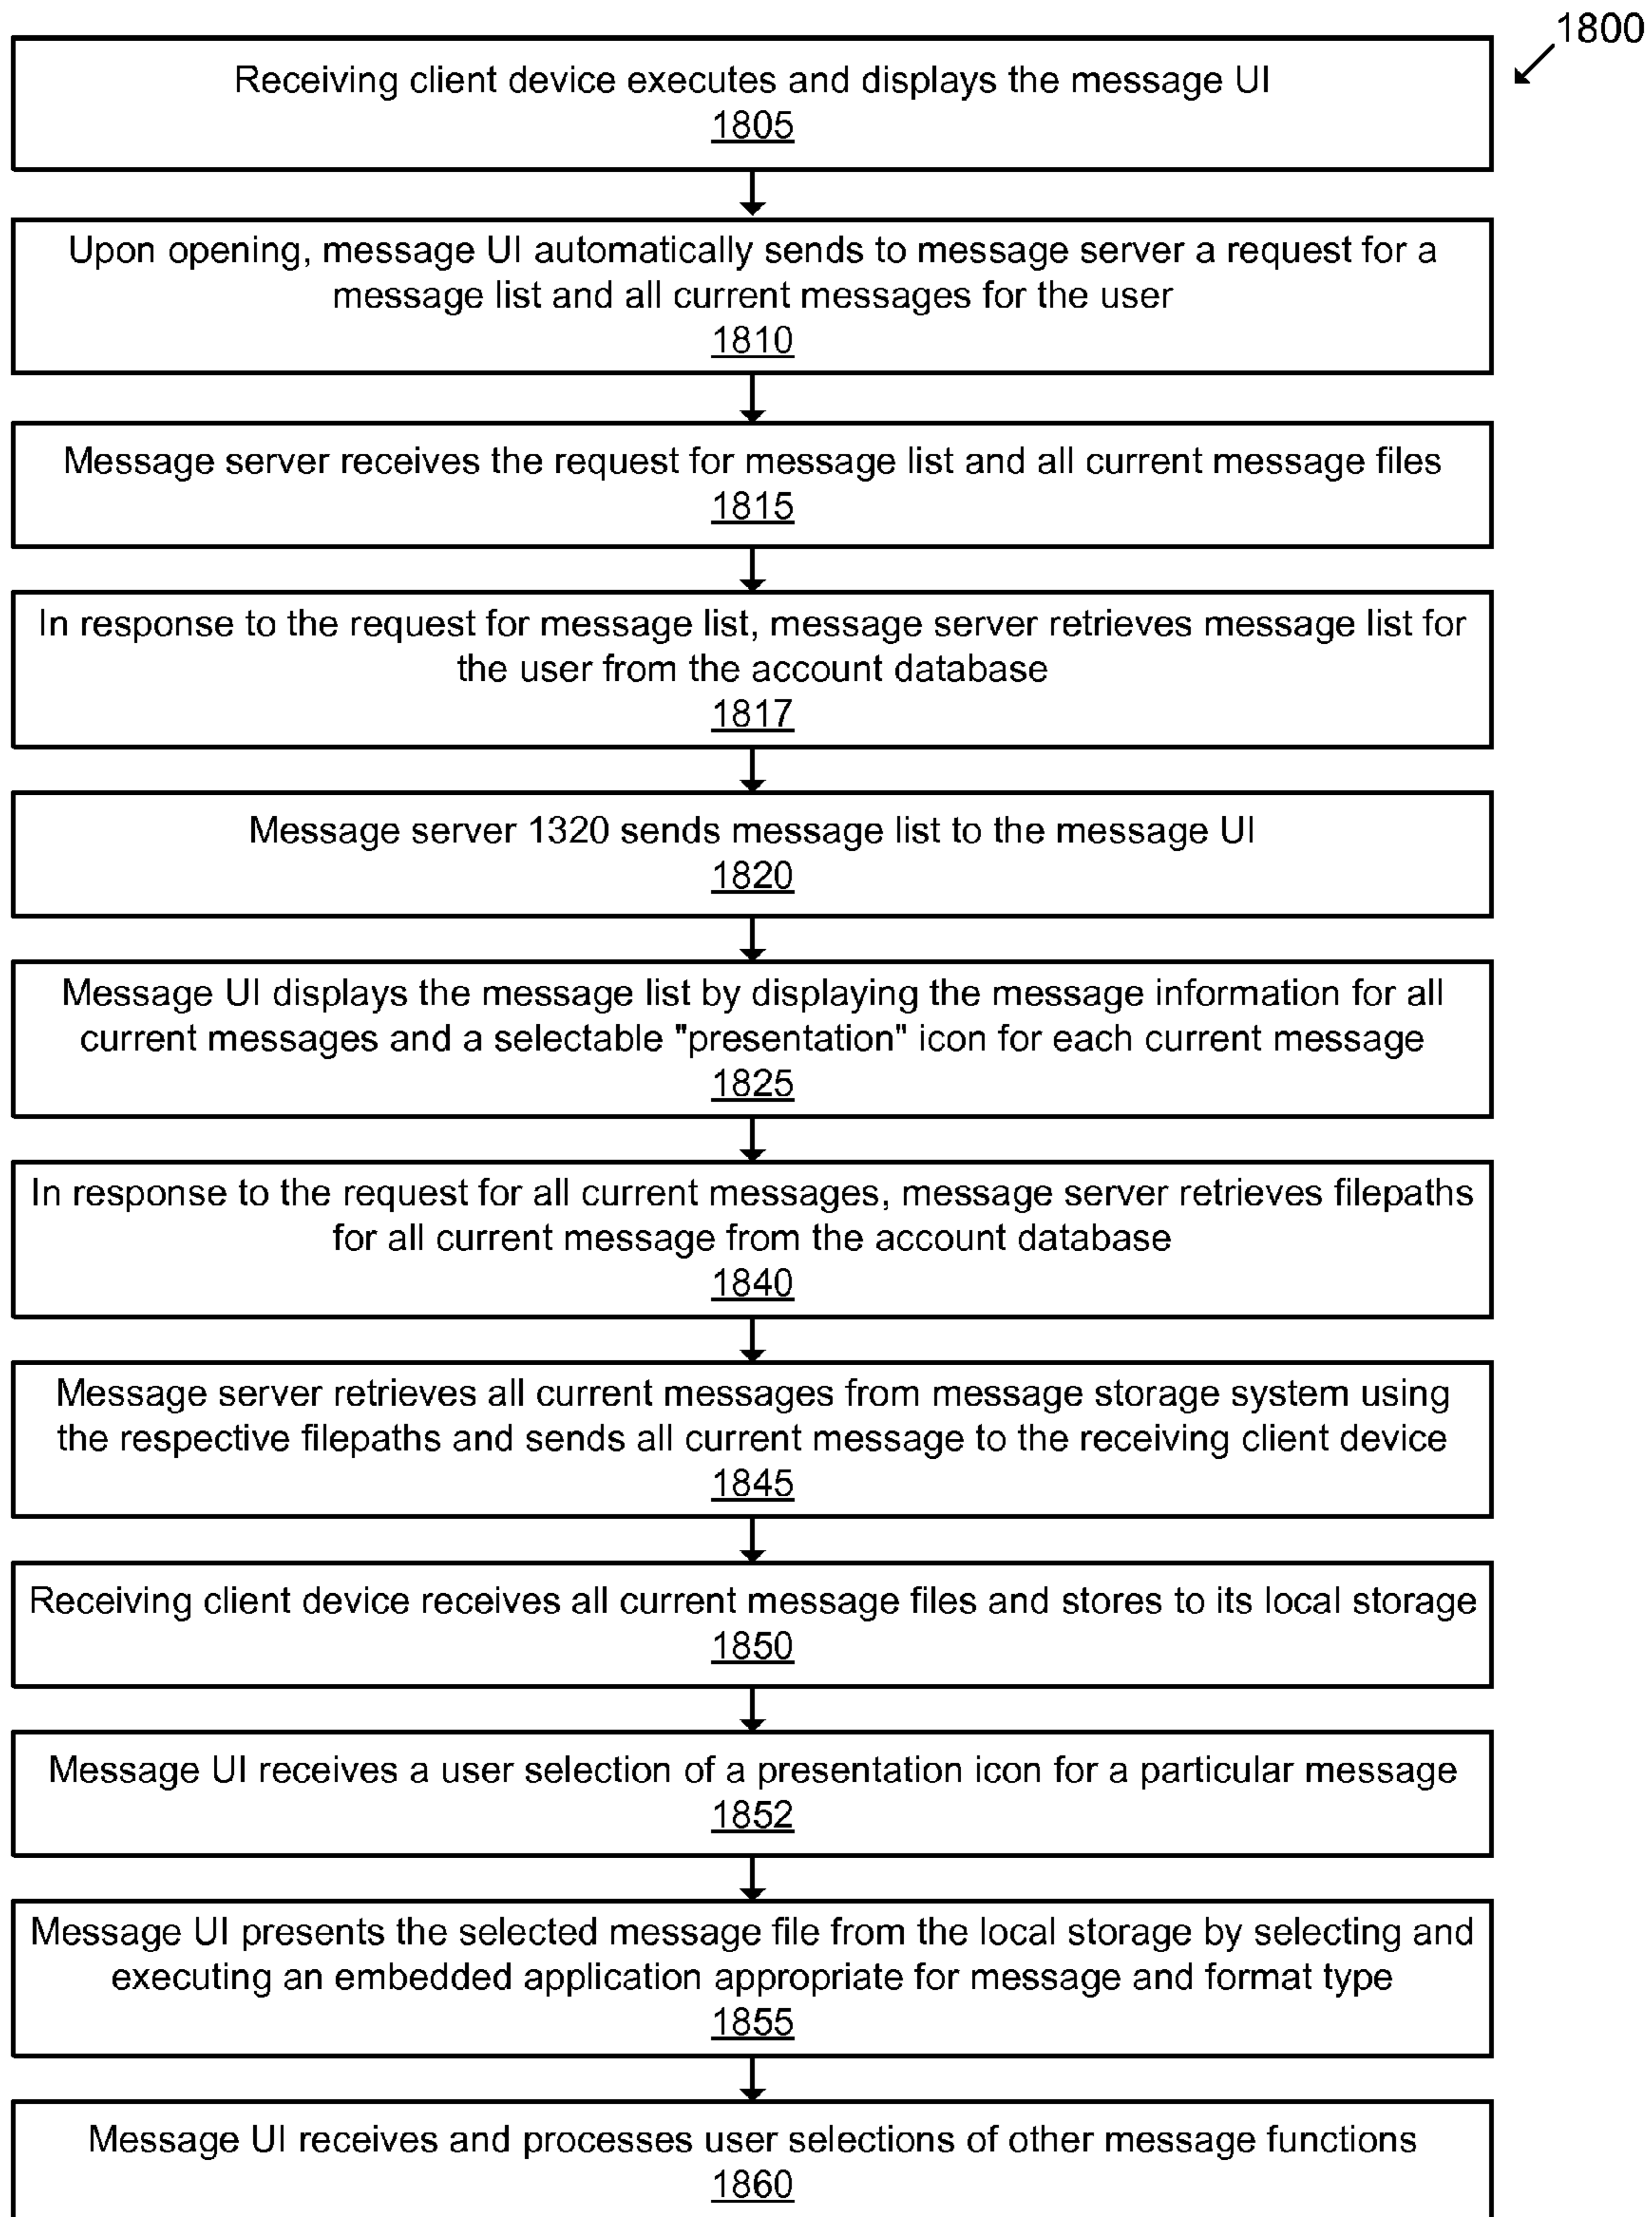 1800
Receiving client device executes and displays the message UI
1805
Upon opening, message UI automatically sends to message server a request for a
message list and all current messages for the user
1810
Message server receives the request for message list and all current message files
1815
In response to the request for message list, message server retrieves message list for
the user from the account database
1817
Message server 1320 sends message list to the message UI
1820
Message UI displays the message list by displaying the message information for all
current messages and a selectable "presentation" icon for each current message
1825
In response to the request for all current messages, message server retrieves filepaths
for all current message from the account database
1840
Message server retrieves all current messages from message storage system using
the respective filepaths and sends all current message to the receiving client device
1845
Receiving client device receives all current message files and stores to its local storage
1850
Message UI receives a user selection of a presentation icon for a particular message
1852
Message UI presents the selected message file from the local storage by selecting and
executing an embedded application appropriate for message and format type
1855
Message UI receives and processes user selections of other message functions
1860